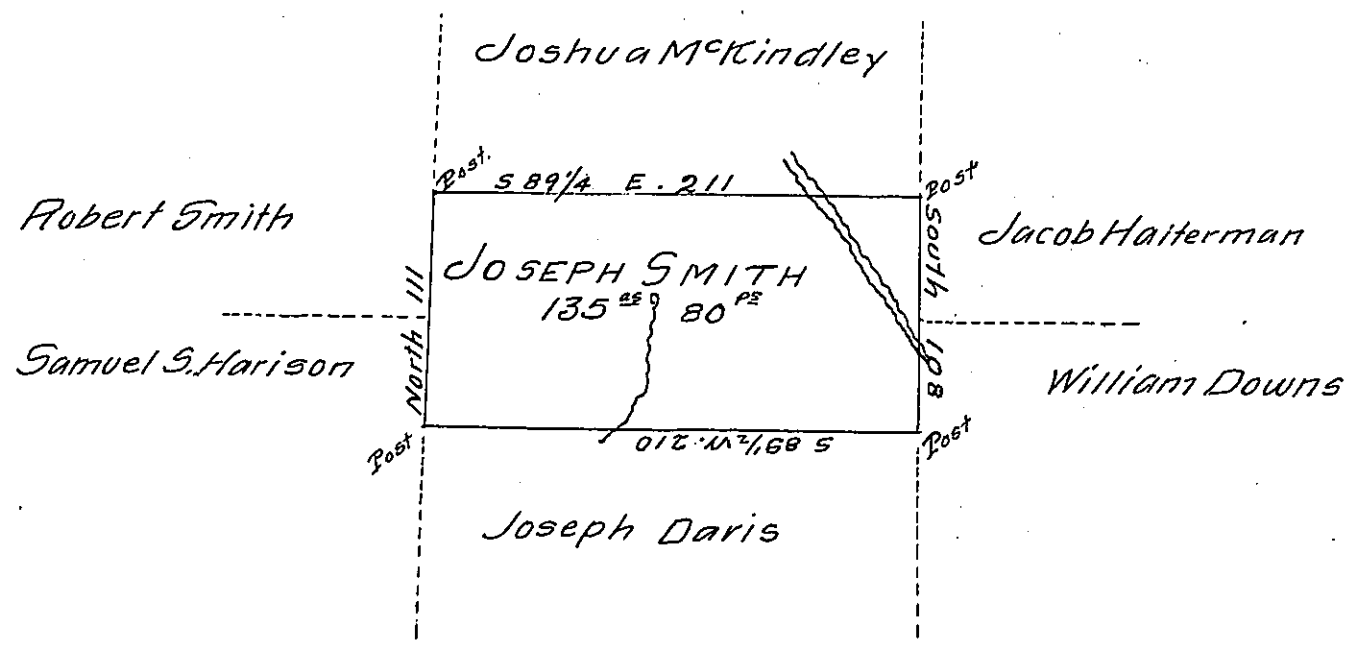 Joshua McKindley
Post.
S 89 1/4 E. 211
Post
Robert Smith
Jacob Haiterman
JOSEPH SMITH
135 as 80 ps
North 111
South 108
Samuel S. Harison
William Downs
Post
S 89 1/2 W. 210
Post
Joseph Daris